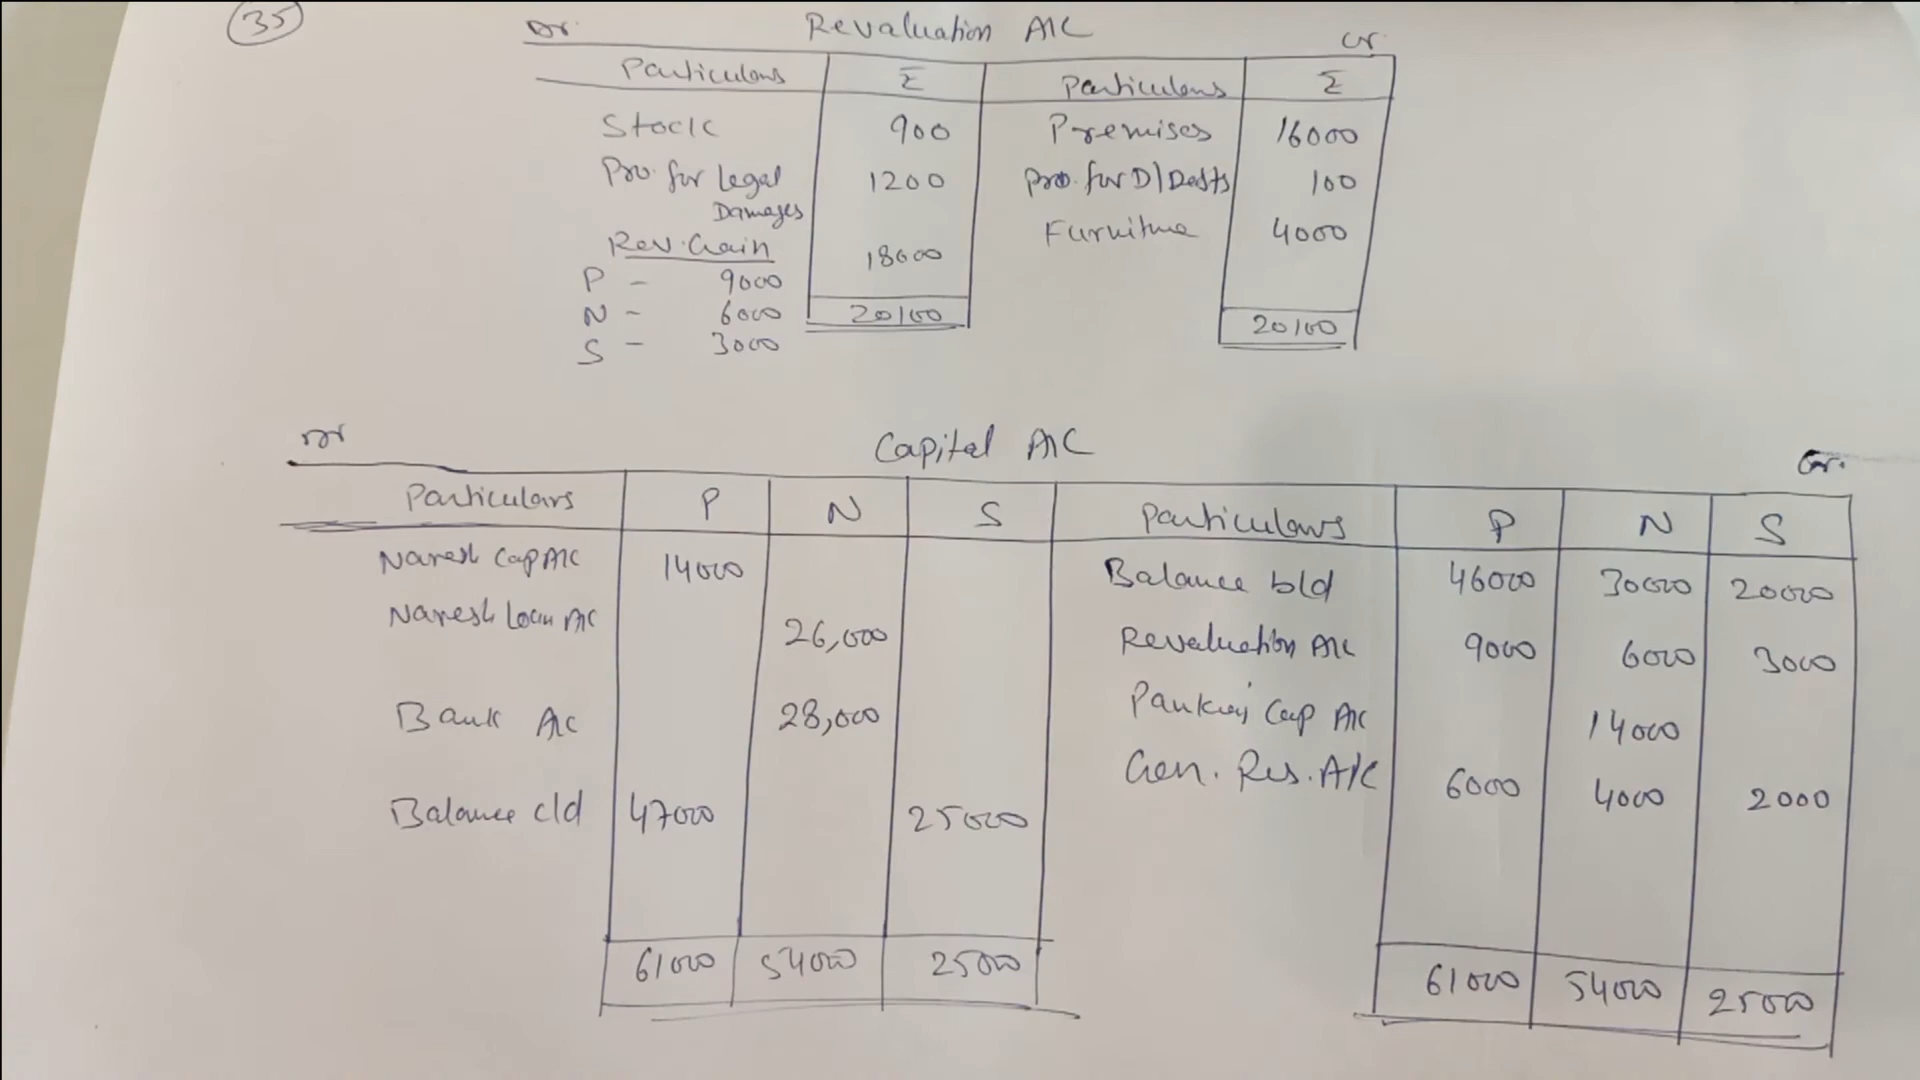 35
Dr. Revaluation A/C Cr.
Particulars ₹ Particulars ₹
Stock 900 Premises 16000
Pro. for Legal Damages 1200 Pro. for D/Debts 100
Rev. Gain 18000 Furniture 4000
P - 9000
N - 6000
S - 3000
20100 20100
Dr Capital A/C Cr.
Particulars P N S Particulars P N S
Naresh Cap A/C 14000 Balance b/d 46000 30000 20000
Naresh Loan A/C 26,000 Revaluation A/C 9000 6000 3000
Bank A/C 28,000 Pankaj Cap A/C 14000
Gen. Res. A/C 6000 4000 2000
Balance c/d 47000 25000
61000 54000 25000 61000 54000 25000